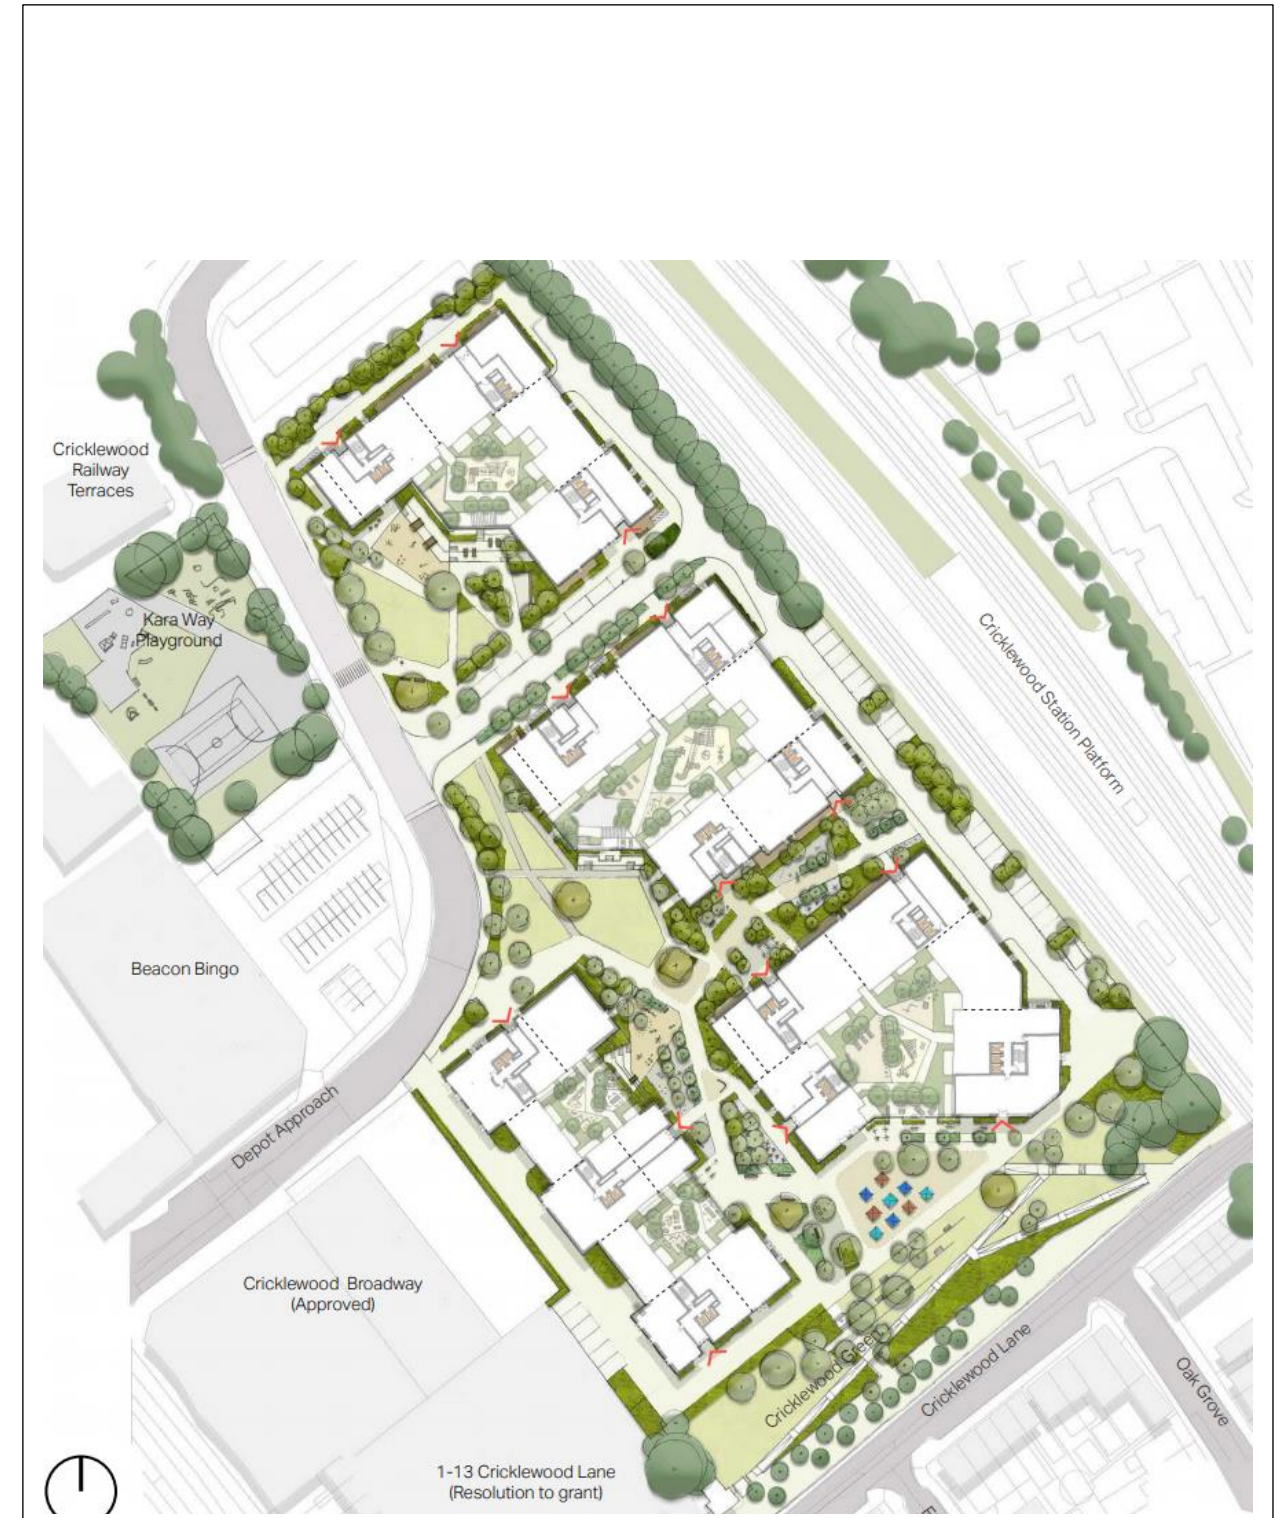 Cricklewood
Railway
Terraces
Kara Way
Playground
Cricklewood Station Platform
Beacon Bingo
Depot Approach
Cricklewood Broadway
(Approved)
Cricklewood Green
Cricklewood Lane
Oak Grove
1-13 Cricklewood Lane
(Resolution to grant)